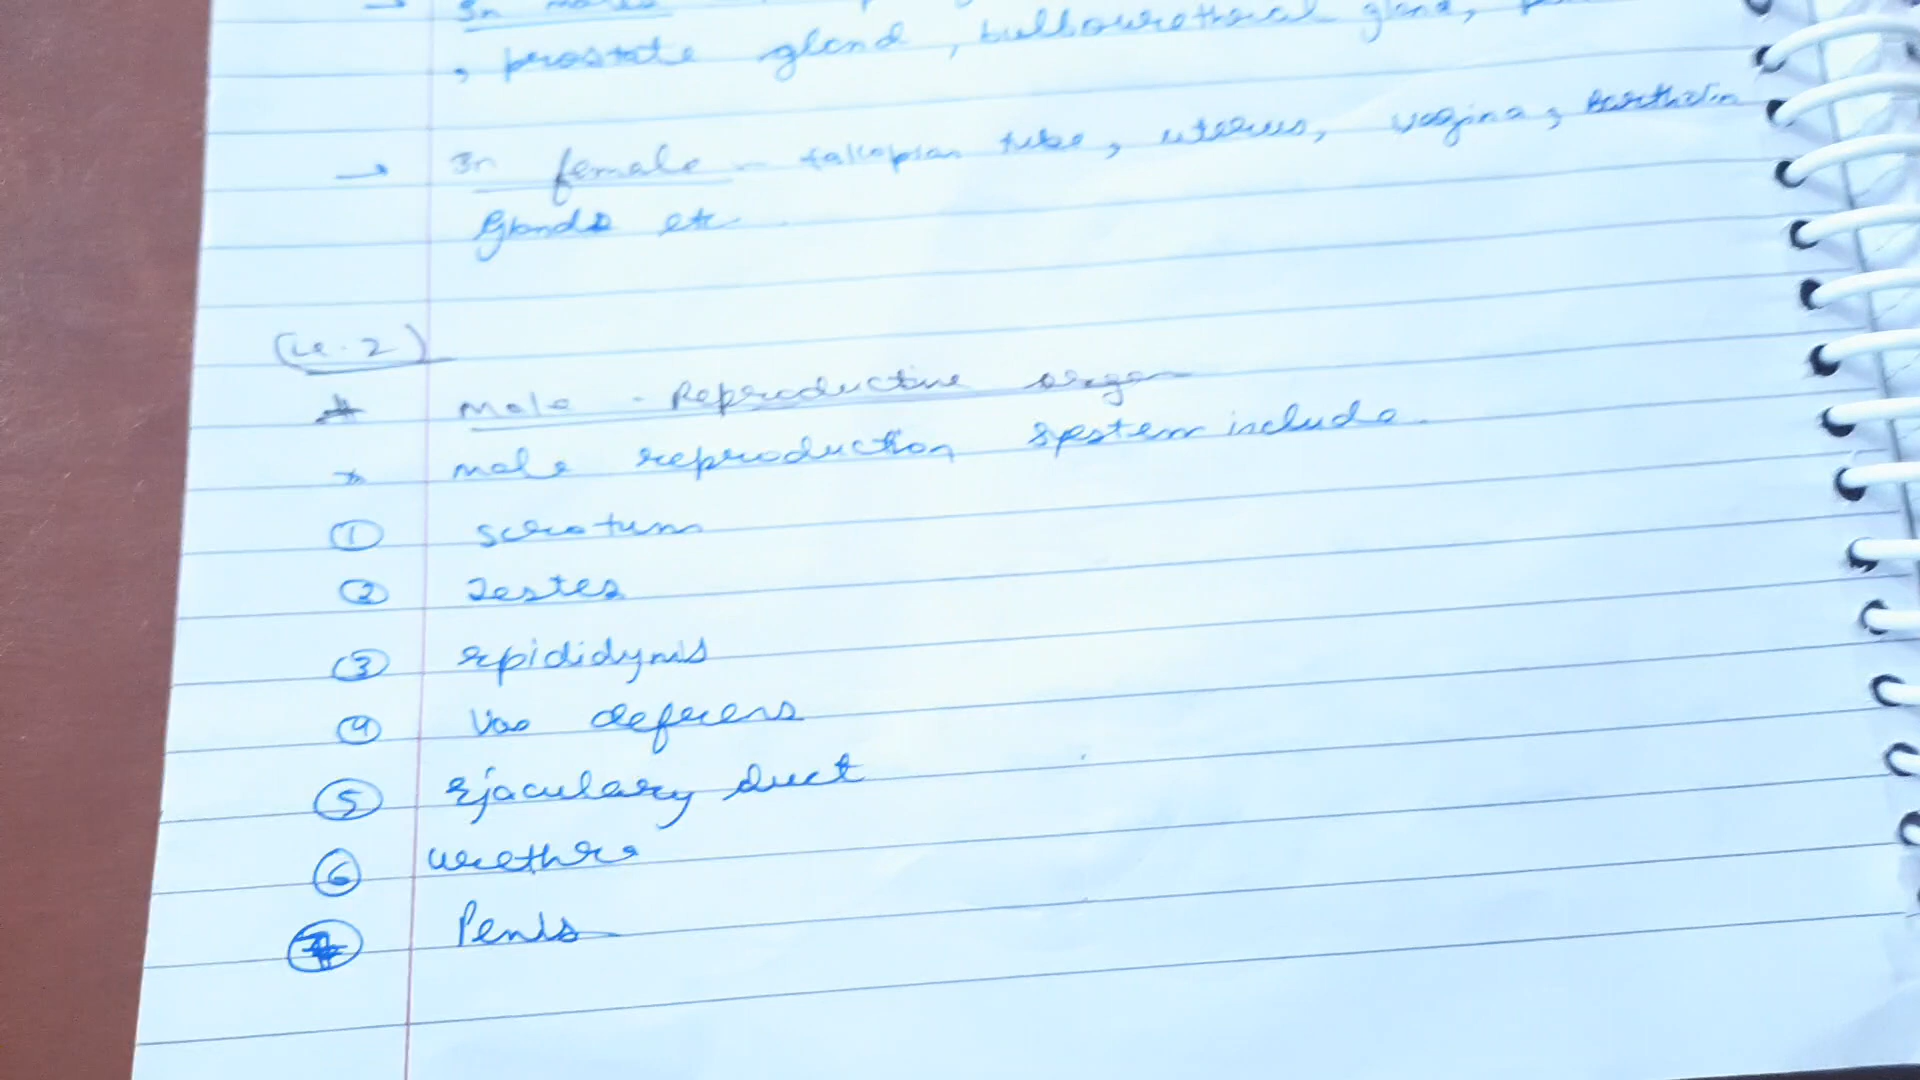 → In males
, prostate gland, bulbourethral gland,
→ In female - fallopian tube, uterus, vagina, Bartholin
Glands etc.
(Le. 2)
# Male - Reproductive organ
* male reproduction system include.
① scrotum
② Testes
③ epididymis
④ Vas deferens
⑤ Ejaculary duct
⑥ urethra
⑦ Penis